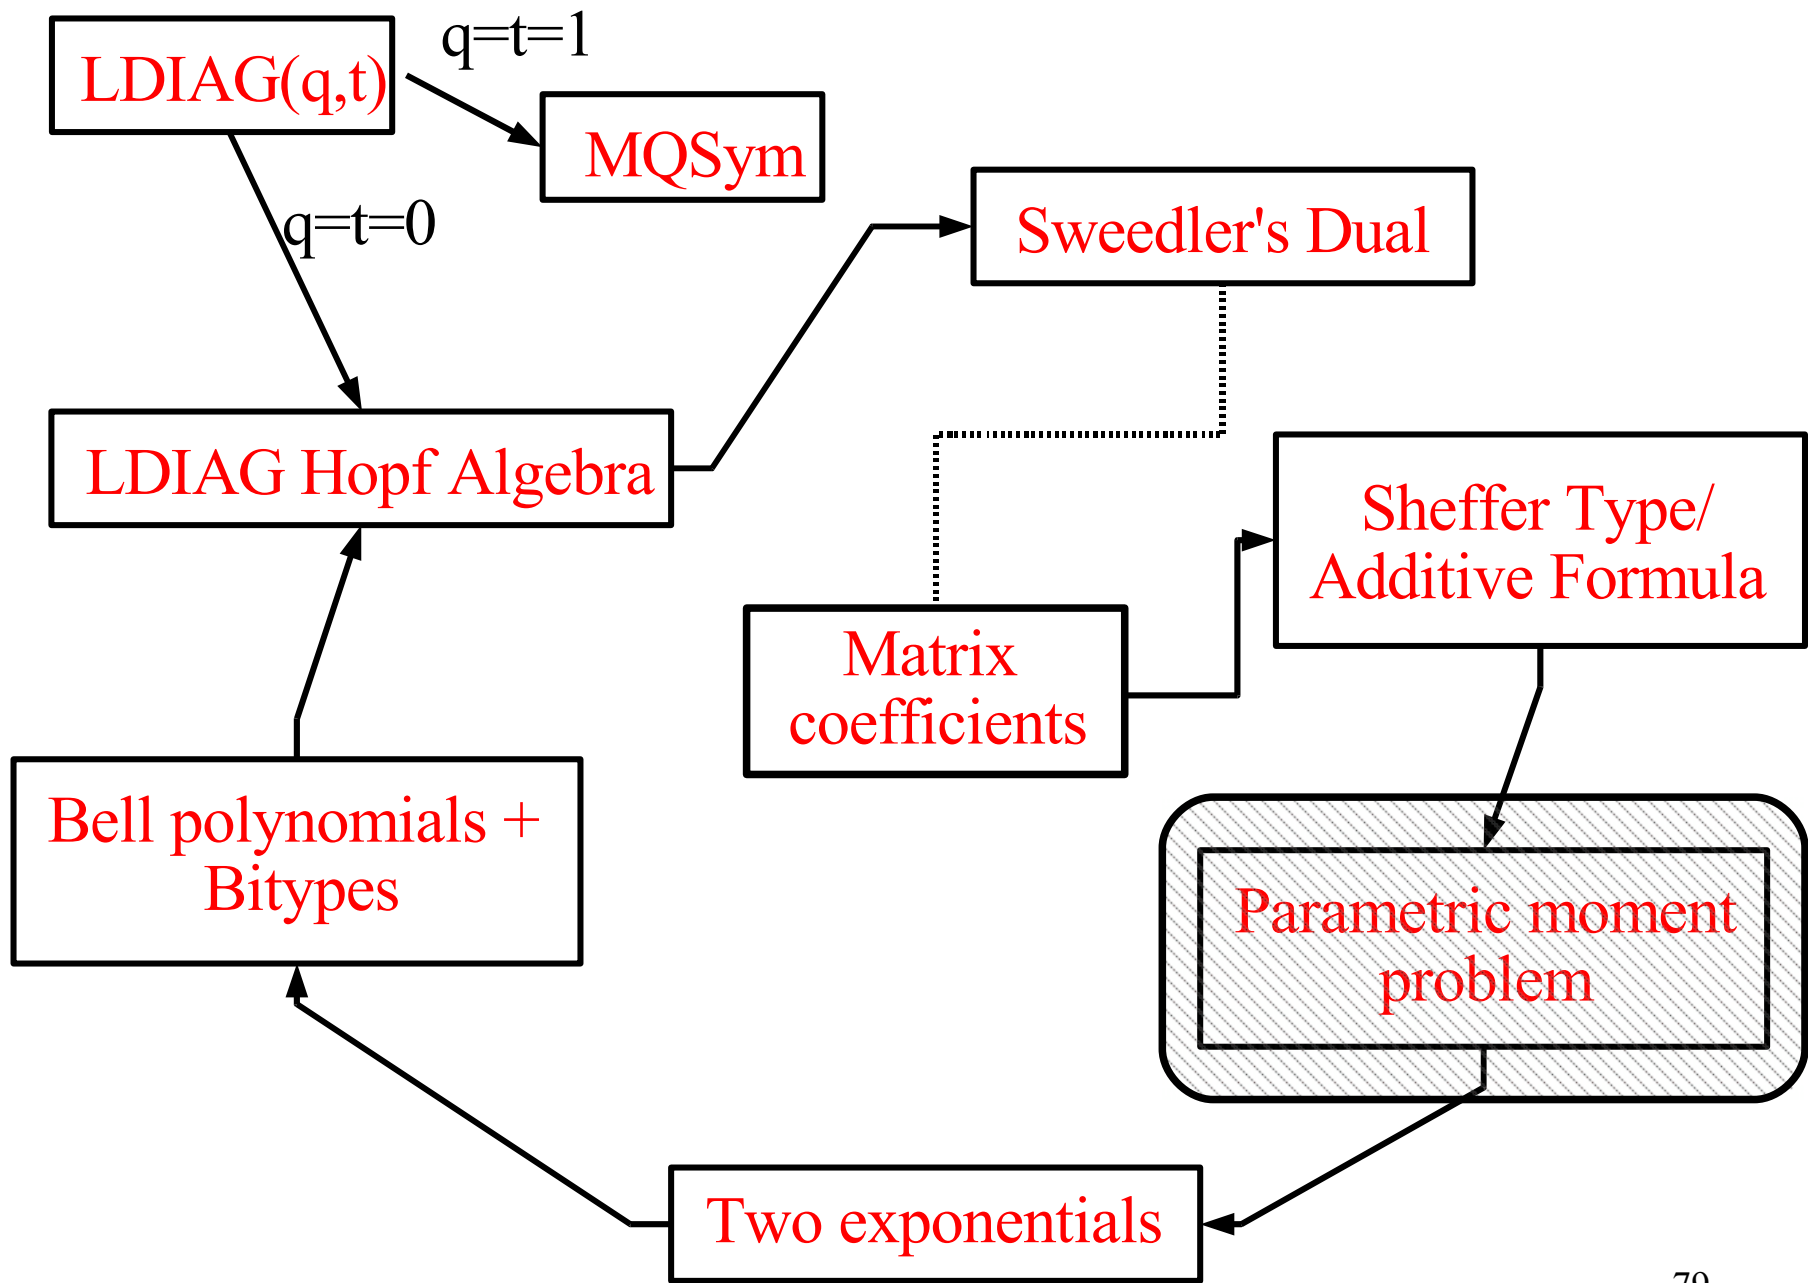 LDIAG(q,t)
q=t=1
MQSym
q=t=0
Sweedler's Dual
LDIAG Hopf Algebra
Sheffer Type/
Additive Formula
Matrix
coefficients
Bell polynomials +
Bitypes
Parametric moment
problem
Two exponentials
79